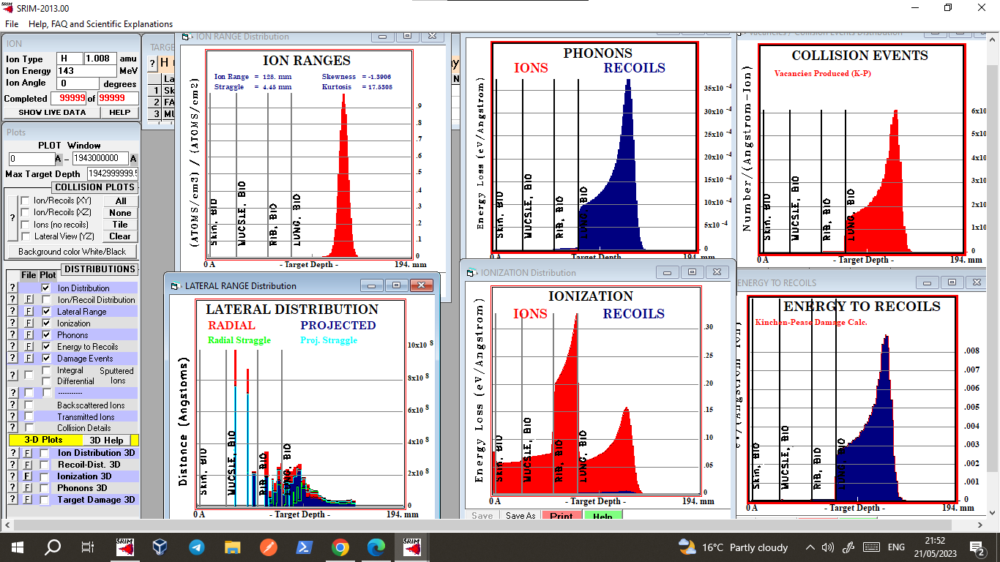 SRIM-2013.00
File Help, FAQ and Scientific Explanations
ION
Ion Type H 1.008 amu
Ion Energy 143 MeV
Ion Angle 0 degrees
Completed 99999 of 99999
SHOW LIVE DATA HELP
TARGE
? H
La
1 Sk
2 FA
3 MU
ay
N
Plots
PLOT Window
0 A - 1943000000 A
Max Target Depth 1942999999.5
COLLISION PLOTS
?
Ion/Recoils (XY) All
Ion/Recoils (XZ) None
Ions (no recoils) Tile
Lateral View (YZ) Clear
Background color White/Black
DISTRIBUTIONS
File Plot
? Ion Distribution
? F Ion/Recoil Distribution
? F Lateral Range
? F Ionization
? F Phonons
? F Energy to Recoils
? F Damage Events
? Integral Sputtered
Differential Ions
? -----------
? Backscattered Ions
? Transmitted Ions
? Collision Details
3-D Plots 3D Help
? F Ion Distribution 3D
? F Recoil-Dist. 3D
? F Ionization 3D
? F Phonons 3D
? F Target Damage 3D
ION RANGE Distribution
ION RANGES
Ion Range = 128. mm Skewness = -1.3906
Straggle = 4.45 mm Kurtosis = 17.5308
(ATOMS/cm3) / (ATOMS/cm2)
.9
.8
.7
.6
.5
.4
.3
.2
.1
0
Skin, BIO
MUCSLE, BIO
RIB, BIO
LUNG, BIO
0 A - Target Depth - 194. mm
PHONONS
IONS RECOILS
Energy Loss (eV/Angstrom)
35x10 -4
30x10 -4
25x10 -4
20x10 -4
15x10 -4
10x10 -4
5x10 -4
0
Skin, BIO
MUCSLE, BIO
RIB, BIO
LUNG, BIO
0 A - Target Depth - 194. mm
Vacancies / Collision Events Distribution
COLLISION EVENTS
Vacancies Produced (K-P)
Number/(Angstrom-Ion)
6x10
5x10
4x10
3x10
2x10
1x10
0
Skin, BIO
MUCSLE, BIO
RIB, BIO
LUNG, BIO
0 A - Target Depth - 194. mm
LATERAL RANGE Distribution
LATERAL DISTRIBUTION
RADIAL PROJECTED
Radial Straggle Proj. Straggle
Distance (Angstroms)
10x10 8
8x10 8
6x10 8
4x10 8
2x10 8
0
Skin, BIO
MUCSLE, BIO
RIB, BIO
LUNG, BIO
0 A - Target Depth - 194. mm
IONIZATION Distribution
IONIZATION
IONS RECOILS
Energy Loss (eV/Angstrom)
.30
.25
.20
.15
.10
.05
0
Skin, BIO
MUCSLE, BIO
RIB, BIO
LUNG, BIO
0 A - Target Depth - 194. mm
Save Save As Print Help
ENERGY TO RECOILS
ENERGY TO RECOILS
Kinchen-Pease Damage Calc.
eV/(Angstrom-Ion)
.008
.007
.006
.005
.004
.003
.002
.001
0
Skin, BIO
MUCSLE, BIO
RIB, BIO
LUNG, BIO
0 A - Target Depth - 194. mm
16°C Partly cloudy
ENG
21:52
21/05/2023
2